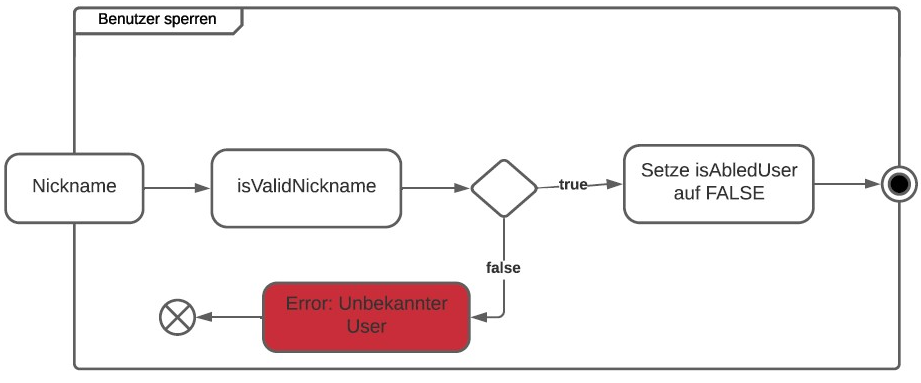 Benutzer sperren
Nickname
isValidNickname
true
Setze isAbledUser
auf FALSE
false
Error: Unbekannter
User